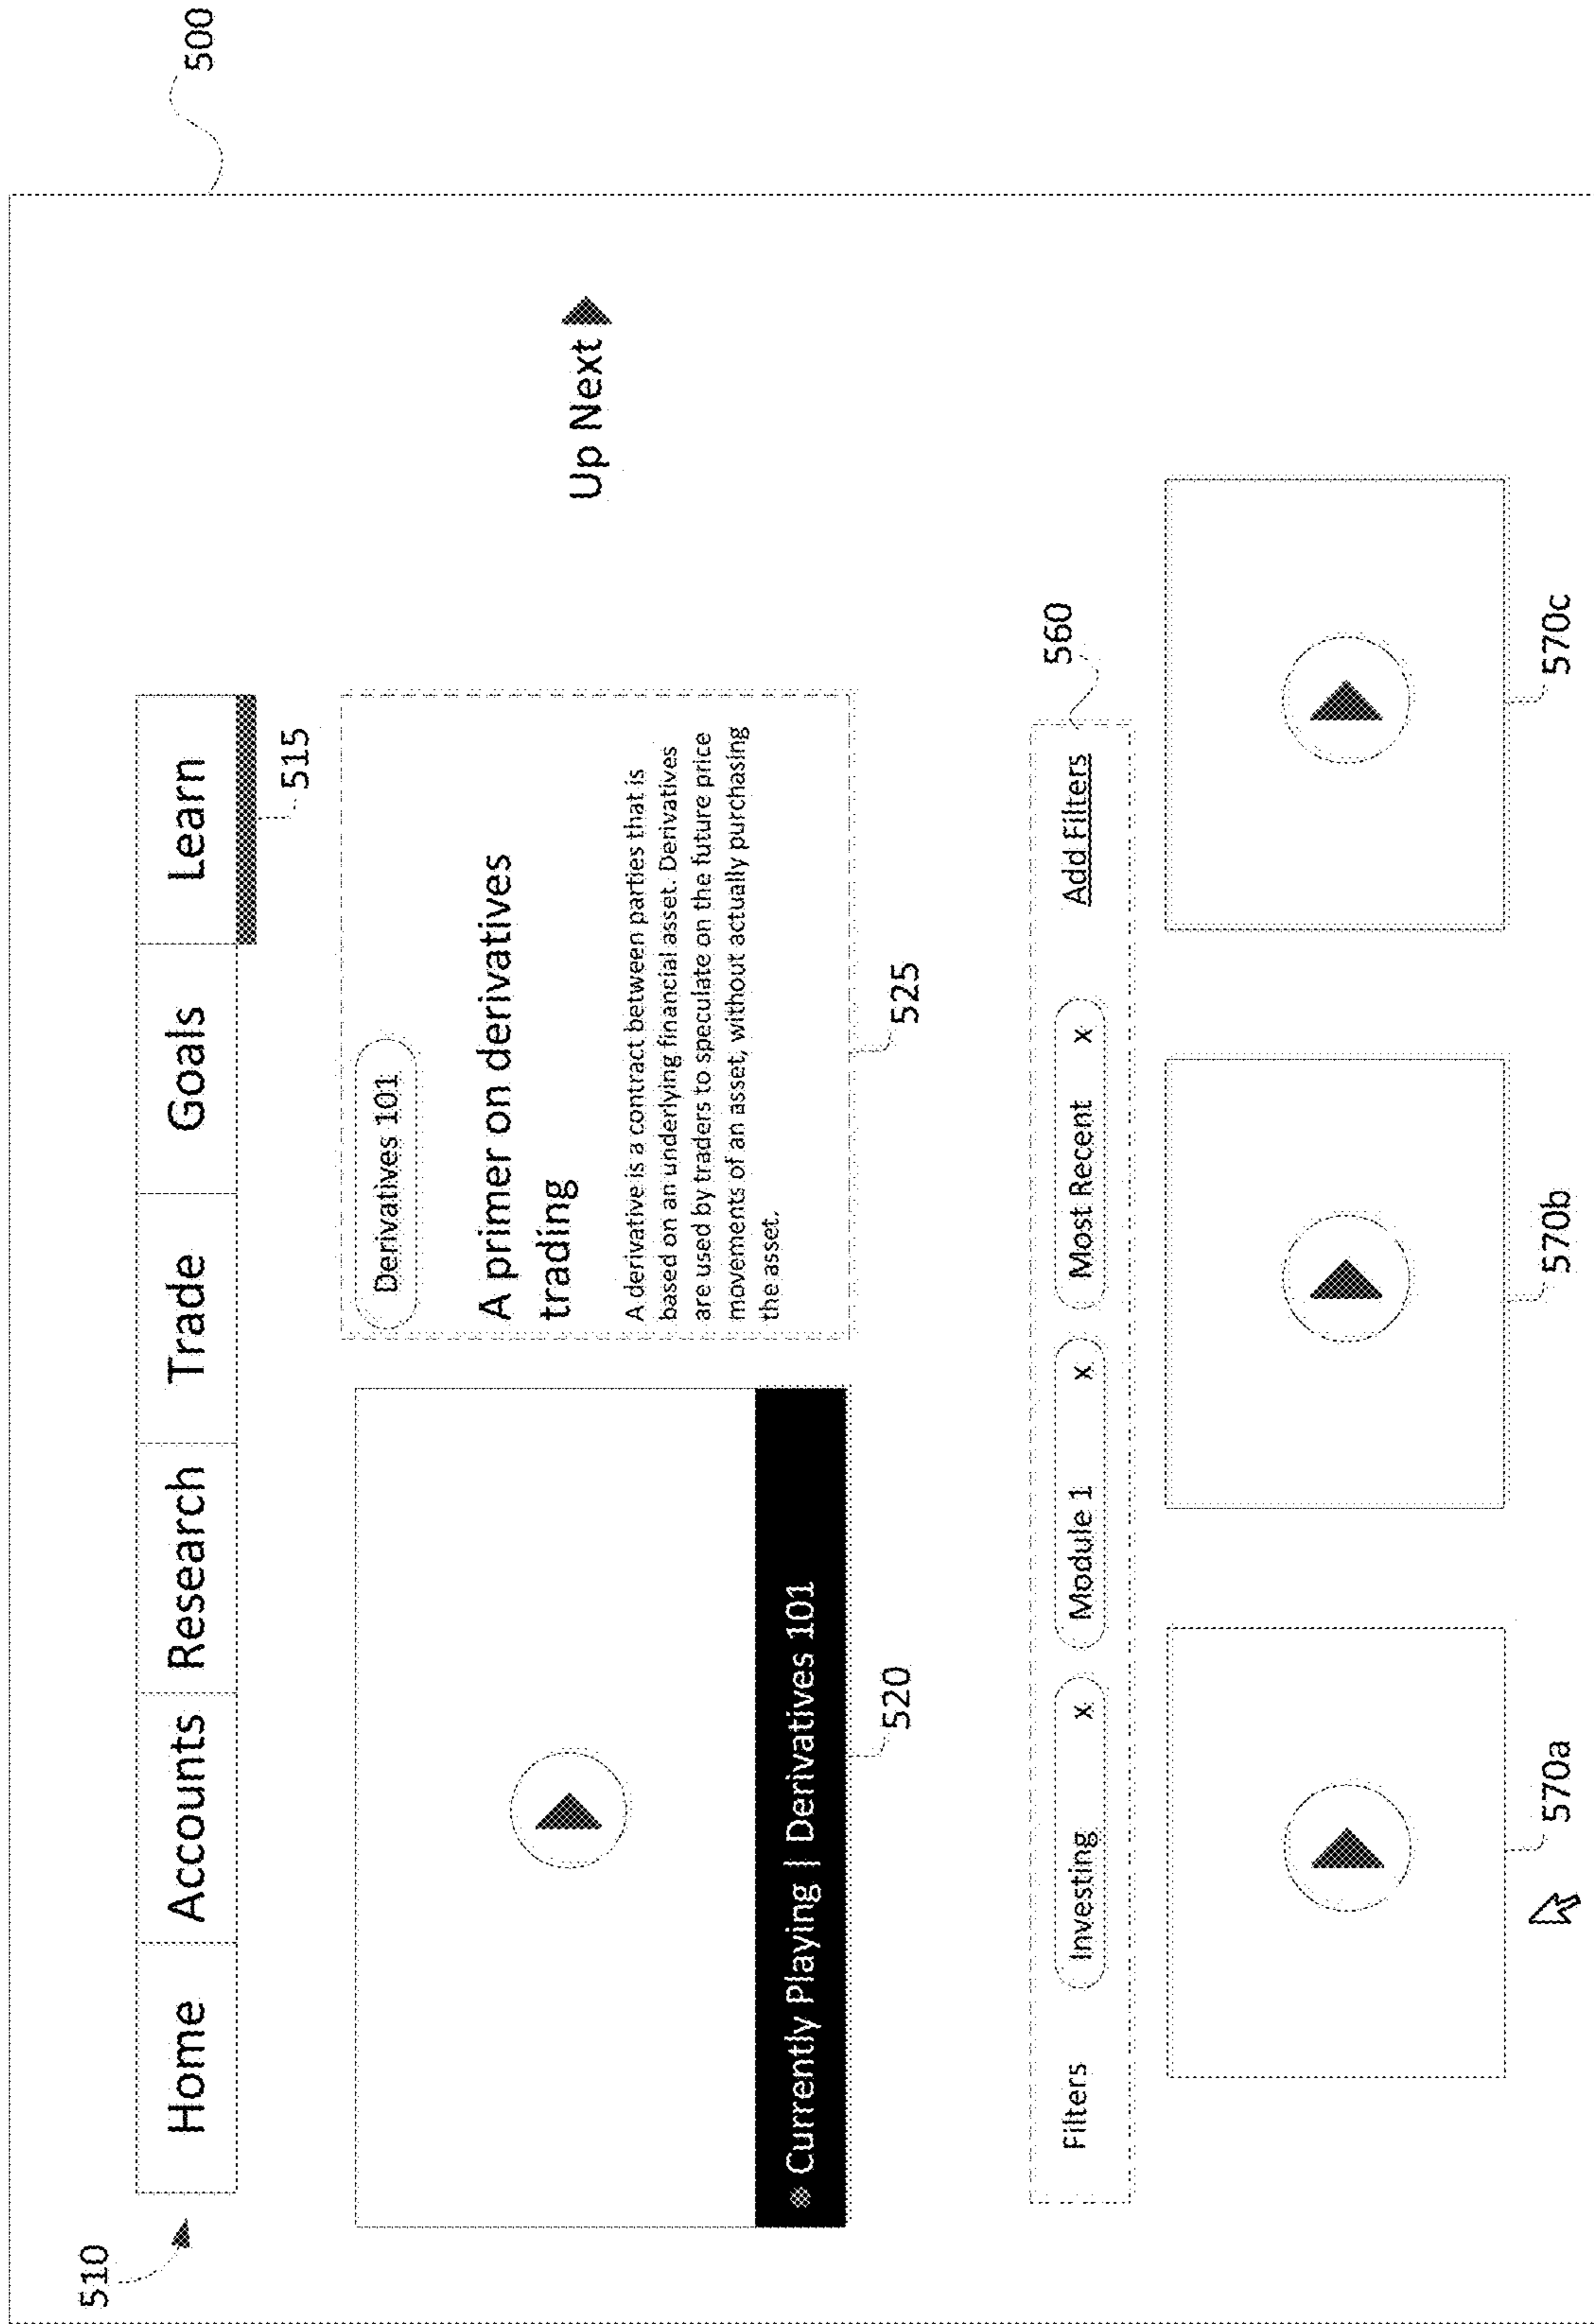 500
510
Home Accounts Research Trade Goals Learn
515
Derivatives 101
A primer on derivatives
trading
A derivative is a contract between parties that is
based on an underlying financial asset. Derivatives
are used by traders to speculate on the future price
movements of an asset, without actually purchasing
the asset.
Up Next
Currently Playing | Derivatives 101
520
525
560
Filters Investing x Module 1 x Most Recent x Add Filters
570a
570b
570c